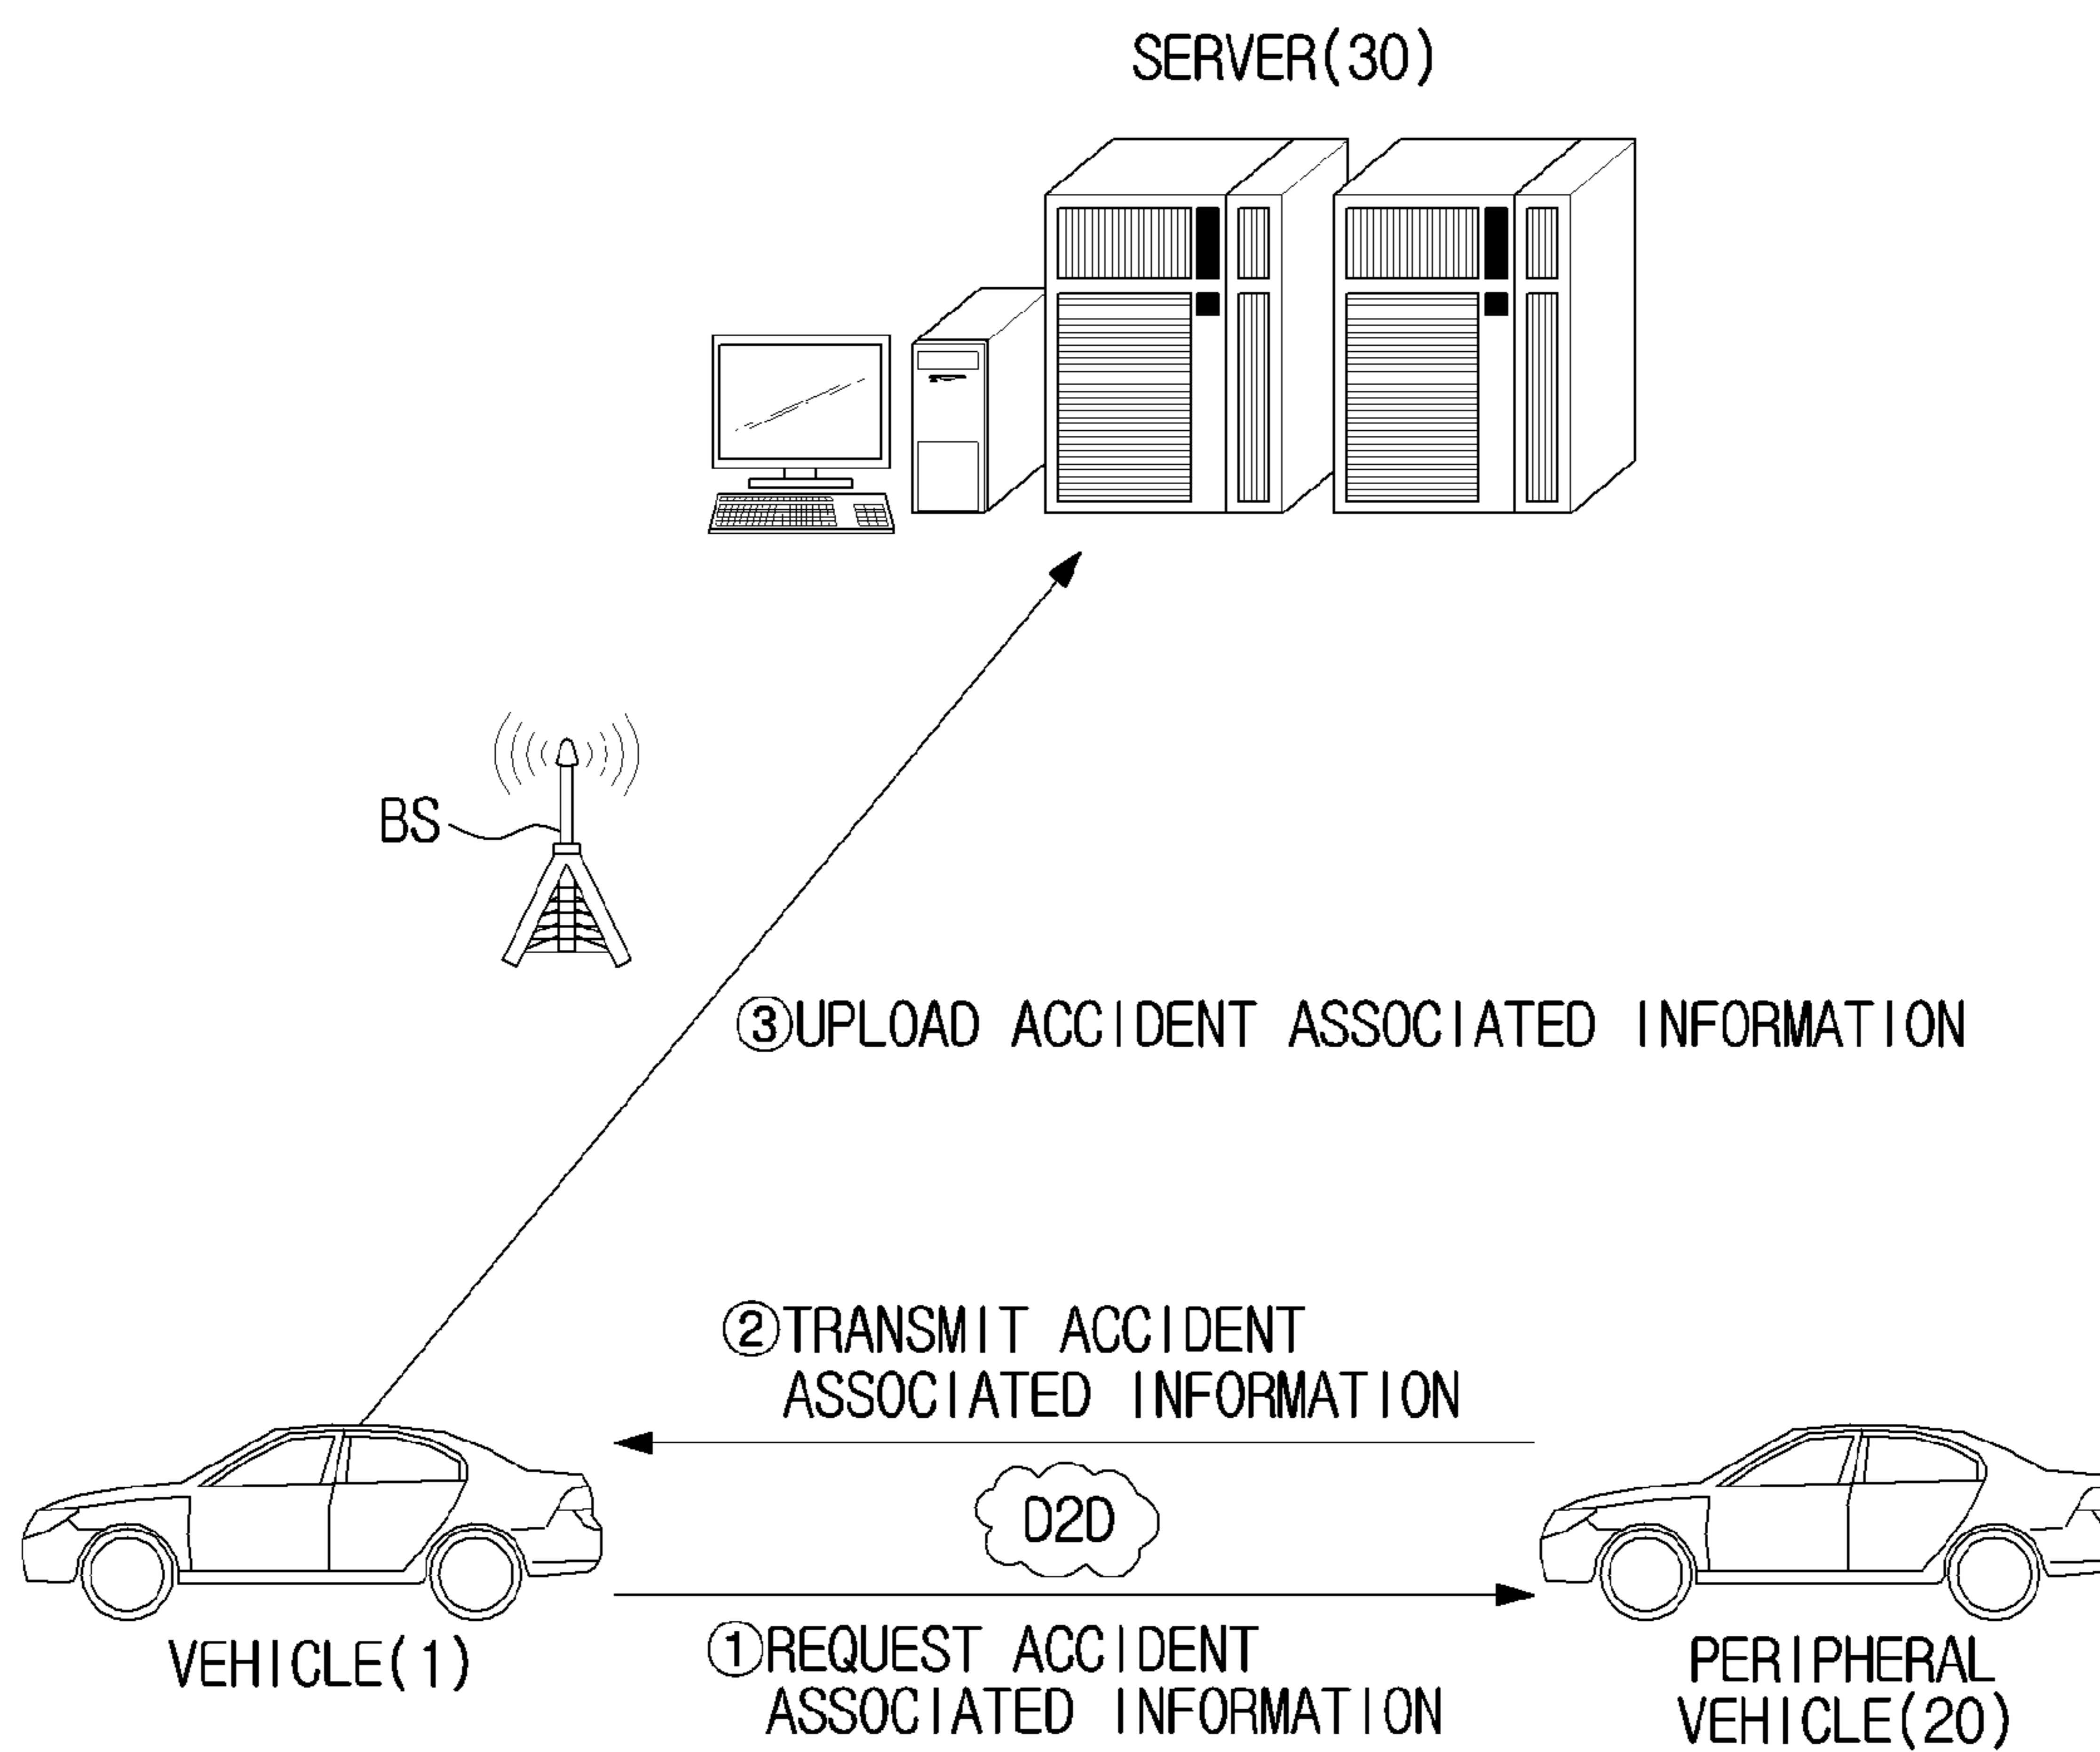 SERVER(30)
BS
③UPLOAD ACCIDENT ASSOCIATED INFORMATION
②TRANSMIT ACCIDENT
ASSOCIATED INFORMATION
D2D
①REQUEST ACCIDENT
ASSOCIATED INFORMATION
VEHICLE(1)
PERIPHERAL
VEHICLE(20)